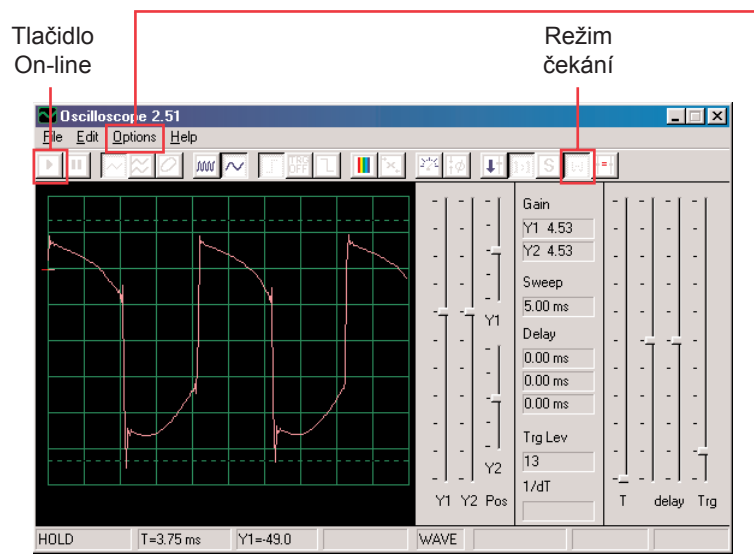 Tlačidlo
On-line
Režim
čekání
Oscilloscope 2.51
File Edit Options Help
TRG
OFF
S
Gain
Y1 4.53
Y2 4.53
Sweep
5.00 ms
Delay
0.00 ms
0.00 ms
0.00 ms
Trg Lev
13
1/dT
Y1
Y2
Y1 Y2 Pos
T delay Trg
HOLD T=3.75 ms Y1=-49.0 WAVE